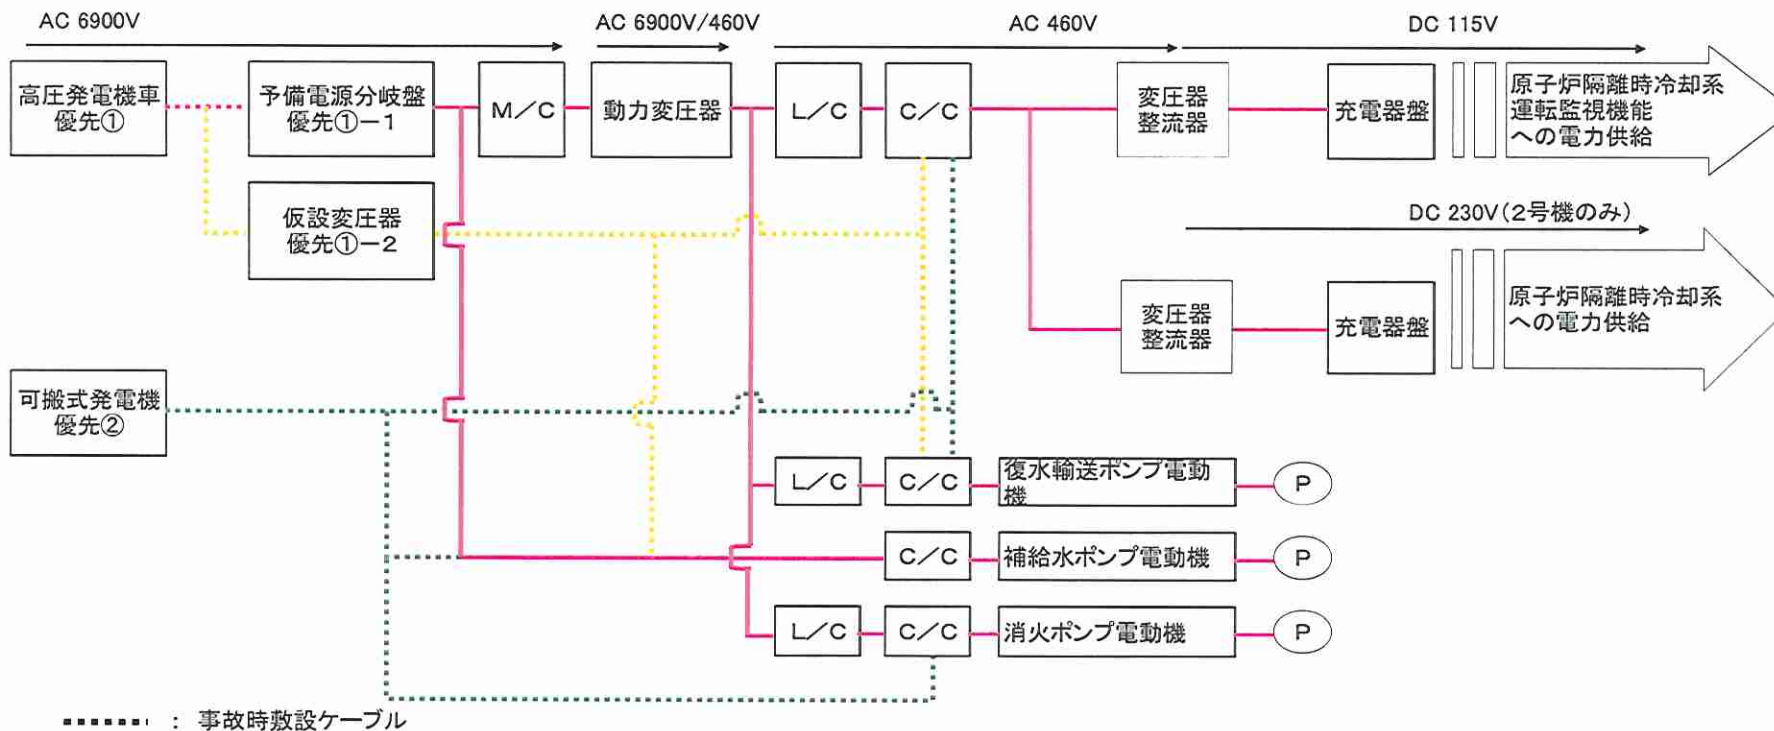 AC 6900V
AC 6900V/460V
AC 460V
DC 115V
高圧発電機車
優先①
予備電源分岐盤
優先①－1
M／C
動力変圧器
L／C
C／C
変圧器
整流器
充電器盤
原子炉隔離時冷却系
運転監視機能
への電力供給
仮設変圧器
優先①－2
DC 230V(2号機のみ)
変圧器
整流器
充電器盤
原子炉隔離時冷却系
への電力供給
可搬式発電機
優先②
L／C
C／C
復水輸送ポンプ電動
機
P
C／C
補給水ポンプ電動機
P
L／C
C／C
消火ポンプ電動機
P
： 事故時敷設ケーブル